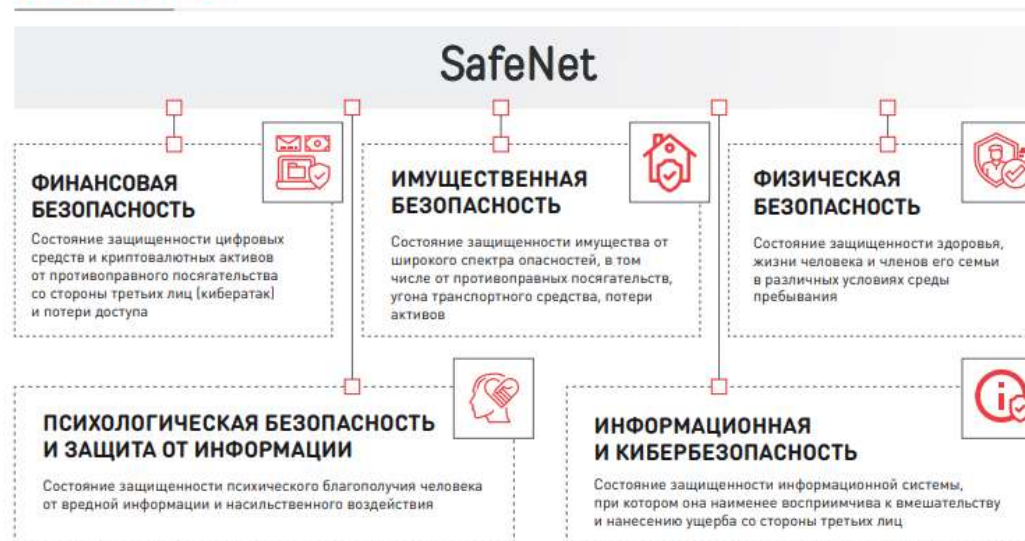 SafeNet
ФИНАНСОВАЯ
БЕЗОПАСНОСТЬ
Состояние защищенности цифровых
средств и криптовалютных активов
от противоправного посягательства
со стороны третьих лиц (кибератак)
и потери доступа
ИМУЩЕСТВЕННАЯ
БЕЗОПАСНОСТЬ
Состояние защищенности имущества от
широкого спектра опасностей, в том
числе от противоправных посягательств,
угона транспортного средства, потери
активов
ФИЗИЧЕСКАЯ
БЕЗОПАСНОСТЬ
Состояние защищенности здоровья,
жизни человека и членов его семьи
в различных условиях среды
пребывания
ПСИХОЛОГИЧЕСКАЯ БЕЗОПАСНОСТЬ
И ЗАЩИТА ОТ ИНФОРМАЦИИ
Состояние защищенности психического благополучия человека
от вредной информации и насильственного воздействия
ИНФОРМАЦИОННАЯ
И КИБЕРБЕЗОПАСНОСТЬ
Состояние защищенности информационной системы,
при котором она наименее восприимчива к вмешательству
и нанесению ущерба со стороны третьих лиц